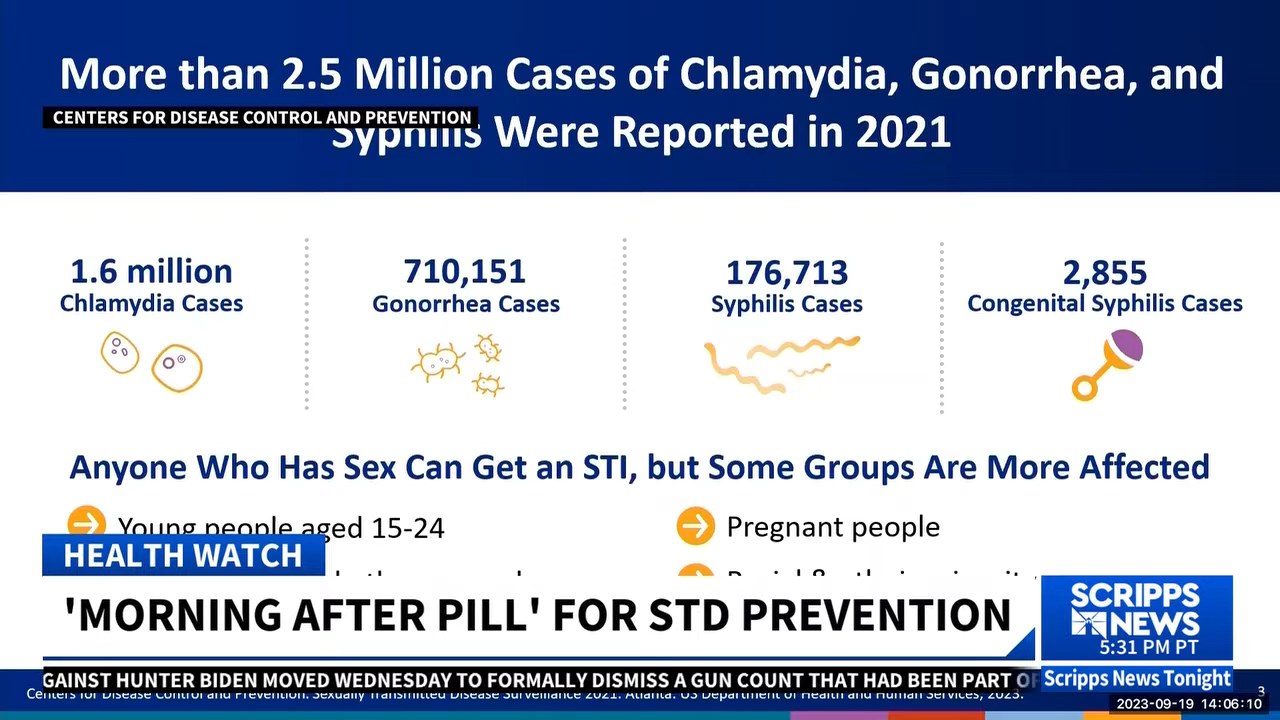 More than 2.5 Million Cases of Chlamydia, Gonorrhea, and
CENTERS FOR DISEASE CONTROL AND PREVENTION
Syphilis Were Reported in 2021
1.6 million
Chlamydia Cases
710,151
Gonorrhea Cases
176,713
Syphilis Cases
2,855
Congenital Syphilis Cases
Anyone Who Has Sex Can Get an STI, but Some Groups Are More Affected
Young people aged 15-24
Pregnant people
HEALTH WATCH
'MORNING AFTER PILL' FOR STD PREVENTION
SCRIPPS
NEWS
5:31 PM PT
GAINST HUNTER BIDEN MOVED WEDNESDAY TO FORMALLY DISMISS A GUN COUNT THAT HAD BEEN PART OF
Scripps News Tonight
Centers for Disease Control and Prevention. Sexually Transmitted Disease Surveillance 2021. Atlanta: US Department of Health and Human Services, 2023.
3
2023-09-19 14:06:10